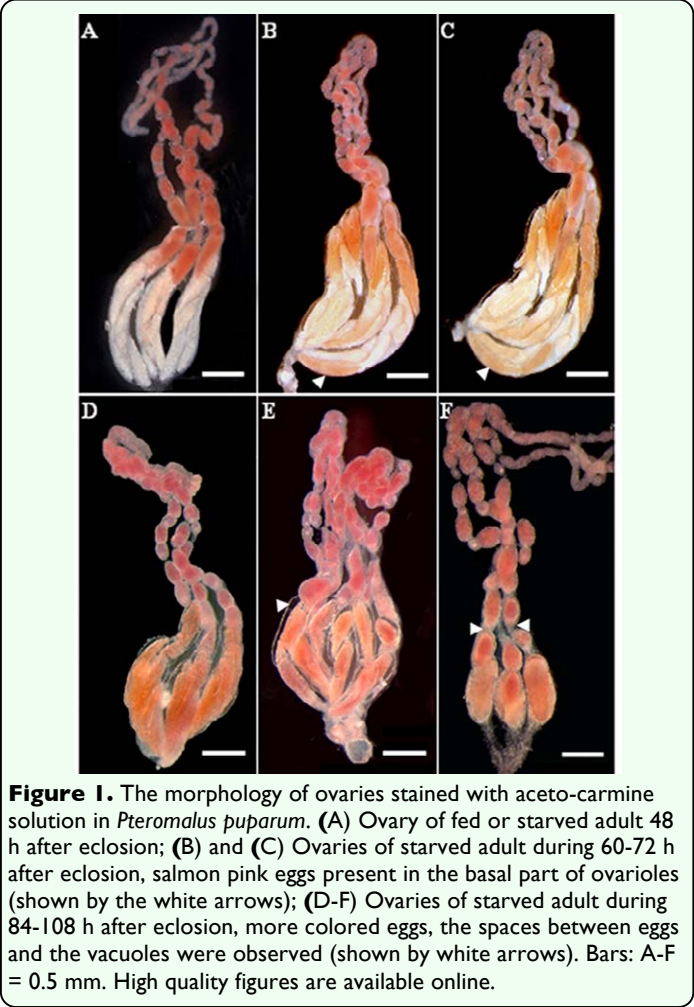 A
B
C
D
E
F
Figure 1. The morphology of ovaries stained with aceto-carmine
solution in Pteromalus puparum. (A) Ovary of fed or starved adult 48
h after eclosion; (B) and (C) Ovaries of starved adult during 60-72 h
after eclosion, salmon pink eggs present in the basal part of ovarioles
(shown by the white arrows); (D-F) Ovaries of starved adult during
84-108 h after eclosion, more colored eggs, the spaces between eggs
and the vacuoles were observed (shown by white arrows). Bars: A-F
= 0.5 mm. High quality figures are available online.